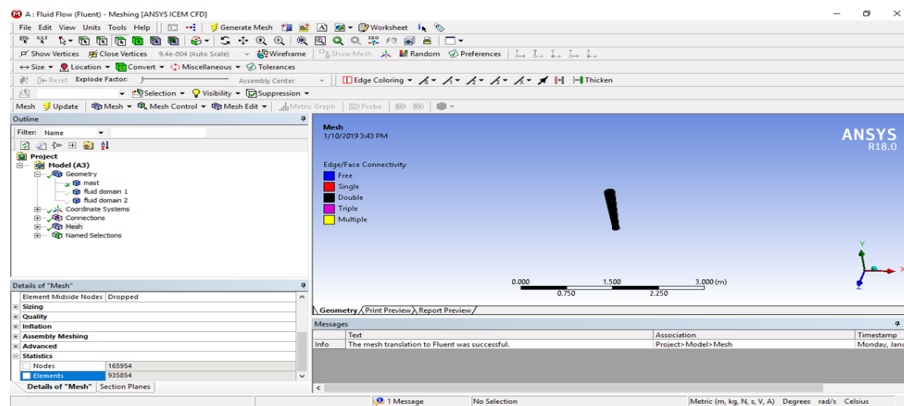 A : Fluid Flow (Fluent) - Meshing [ANSYS ICEM CFD]
File Edit View Units Tools Help Generate Mesh Worksheet
Show Vertices Close Vertices 9.4e-004 (Auto Scale) Wireframe Show Mesh Random Preferences
Size Location Convert Miscellaneous Tolerances
Reset Explode Factor: Assembly Center Edge Coloring Thicken
Selection Visibility Suppression
Mesh Update Mesh Mesh Control Mesh Edit Metric Graph Probe
Outline
Filter: Name
Project
Model (A3)
Geometry
mast
fluid domain 1
fluid domain 2
Coordinate Systems
Connections
Mesh
Named Selections
Details of "Mesh"
Element Midside Nodes Dropped
Sizing
Quality
Inflation
Assembly Meshing
Advanced
Statistics
Nodes 165954
Elements 935854
Details of "Mesh" Section Planes
Mesh
1/10/2019 3:43 PM
Edge/Face Connectivity
Free
Single
Double
Triple
Multiple
ANSYS
R18.0
Y
X
Z
0.000 1.500 3.000 (m)
0.750 2.250
Geometry Print Preview Report Preview
Messages
Text Association Timestamp
Info The mesh translation to Fluent was successful. Project>Model>Mesh Monday, Janu
1 Message No Selection Metric (m, kg, N, s, V, A) Degrees rad/s Celsius